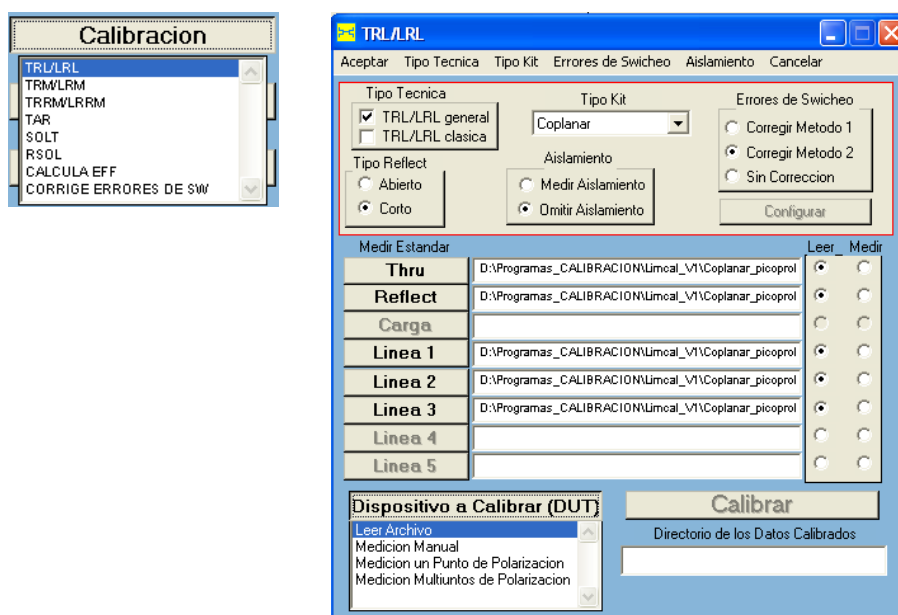 Calibracion
TRL/LRL
TRM/LRM
TRRM/LRRM
TAR
SOLT
RSOL
CALCULA EFF
CORRIGE ERRORES DE SW
TRL/LRL
Aceptar Tipo Tecnica Tipo Kit Errores de Swicheo Aislamiento Cancelar
Tipo Tecnica
TRL/LRL general
TRL/LRL clasica
Tipo Reflect
Abierto
Corto
Tipo Kit
Coplanar
Aislamiento
Medir Aislamiento
Omitir Aislamiento
Errores de Swicheo
Corregir Metodo 1
Corregir Metodo 2
Sin Correccion
Configurar
Medir Estandar Leer_ Medir
Thru D:\Programas_CALIBRACION\Limcal_V1\Coplanar_picoprol
Reflect D:\Programas_CALIBRACION\Limcal_V1\Coplanar_picoprol
Carga
Linea 1 D:\Programas_CALIBRACION\Limcal_V1\Coplanar_picoprol
Linea 2 D:\Programas_CALIBRACION\Limcal_V1\Coplanar_picoprol
Linea 3 D:\Programas_CALIBRACION\Limcal_V1\Coplanar_picoprol
Linea 4
Linea 5
Dispositivo a Calibrar (DUT)
Leer Archivo
Medicion Manual
Medicion un Punto de Polarizacion
Medicion Multiuntos de Polarizacion
Calibrar
Directorio de los Datos Calibrados